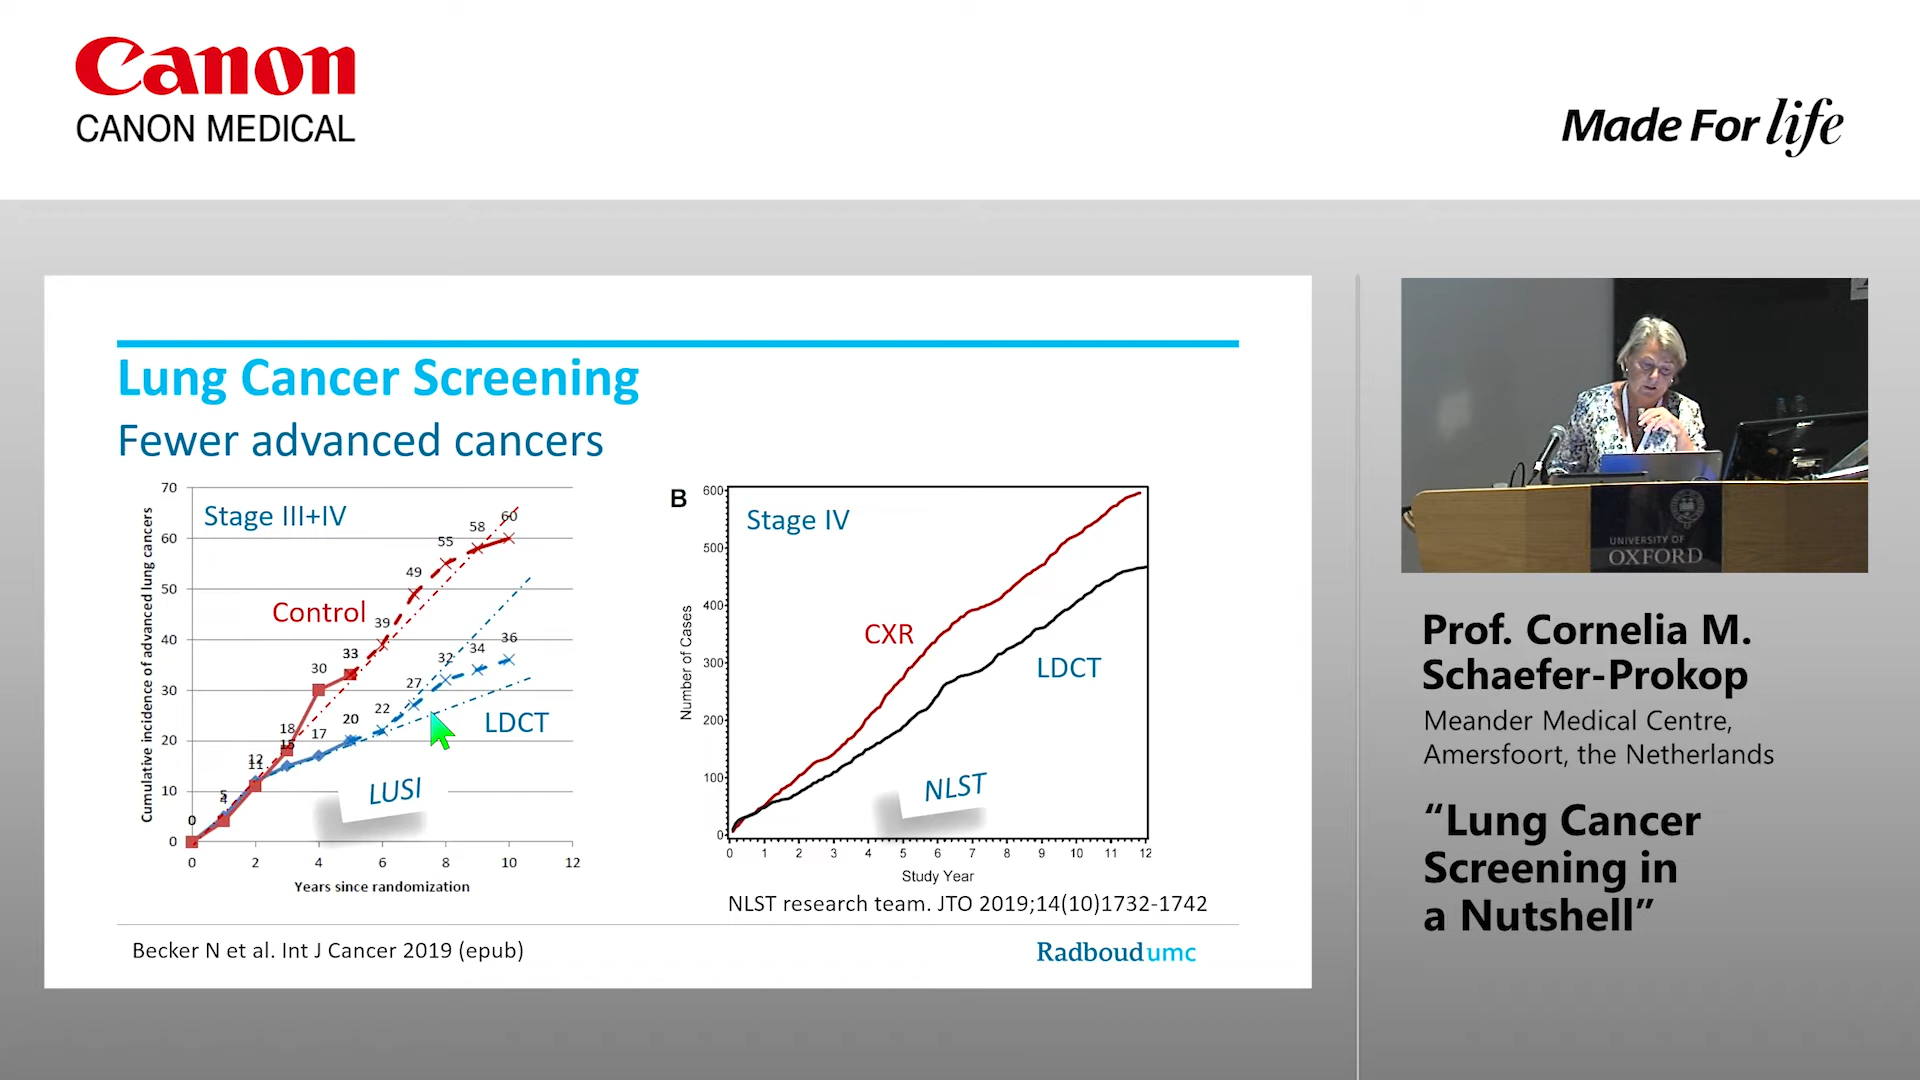 Canon
CANON MEDICAL
Made For life
Lung Cancer Screening
Fewer advanced cancers
Cumulative incidence of advanced lung cancers
70
60
50
40
30
20
10
0
Stage III+IV
Control
LDCT
LUSI
0
5
4
12
11
18
15
30
17
33
20
39
22
49
27
55
32
58
34
60
36
0
2
4
6
8
10
12
Years since randomization
B
Number of Cases
600
500
400
300
200
100
0
Stage IV
CXR
LDCT
NLST
0
1
2
3
4
5
6
7
8
9
10
11
12
Study Year
NLST research team. JTO 2019;14(10)1732-1742
Becker N et al. Int J Cancer 2019 (epub)
Radboudumc
UNIVERSITY OF
OXFORD
Prof. Cornelia M.
Schaefer-Prokop
Meander Medical Centre,
Amersfoort, the Netherlands
“Lung Cancer
Screening in
a Nutshell”